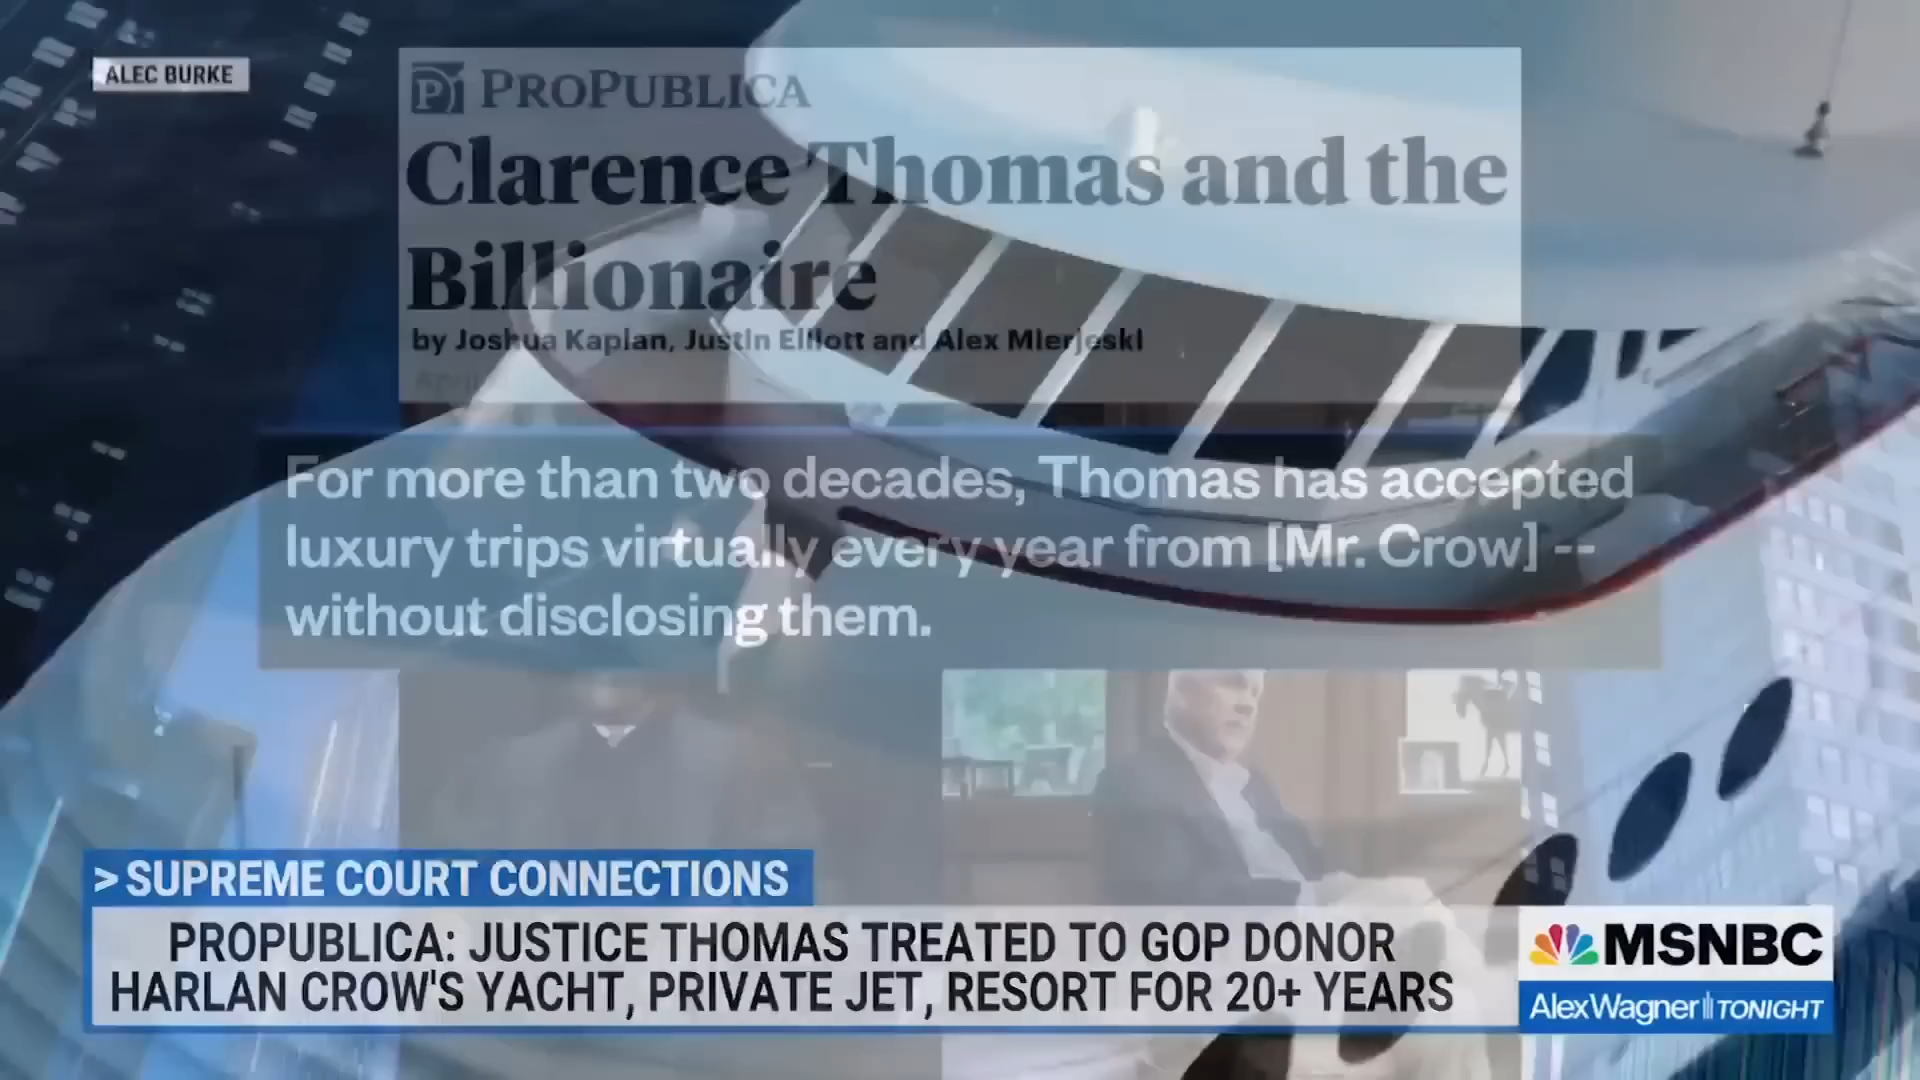 ALEC BURKE
PROPUBLICA
Clarence Thomas and the
Billionaire
by Joshua Kaplan, Justin Elliott and Alex Mierjeski
For more than two decades, Thomas has accepted
luxury trips virtually every year from [Mr. Crow] --
without disclosing them.
> SUPREME COURT CONNECTIONS
PROPUBLICA: JUSTICE THOMAS TREATED TO GOP DONOR
HARLAN CROW'S YACHT, PRIVATE JET, RESORT FOR 20+ YEARS
MSNBC
AlexWagner TONIGHT